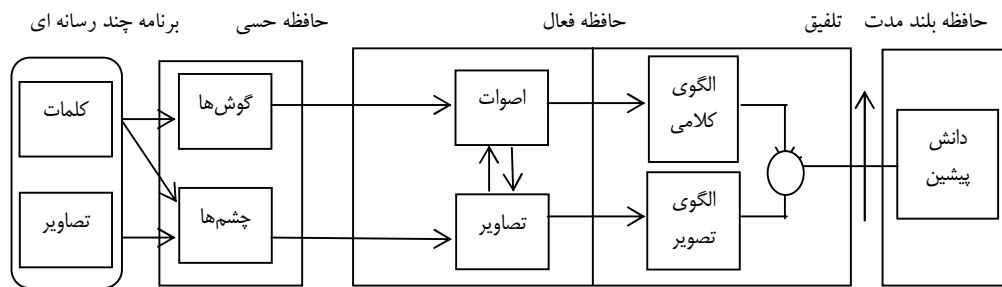 برنامه چند رسانه ای
حافظه حسی
حافظه فعال
تلفیق
حافظه بلند مدت
کلمات
تصاویر
گوش‌ها
چشم‌ها
اصوات
تصاویر
الگوی
کلامی
الگوی
تصویر
دانش
پیشین